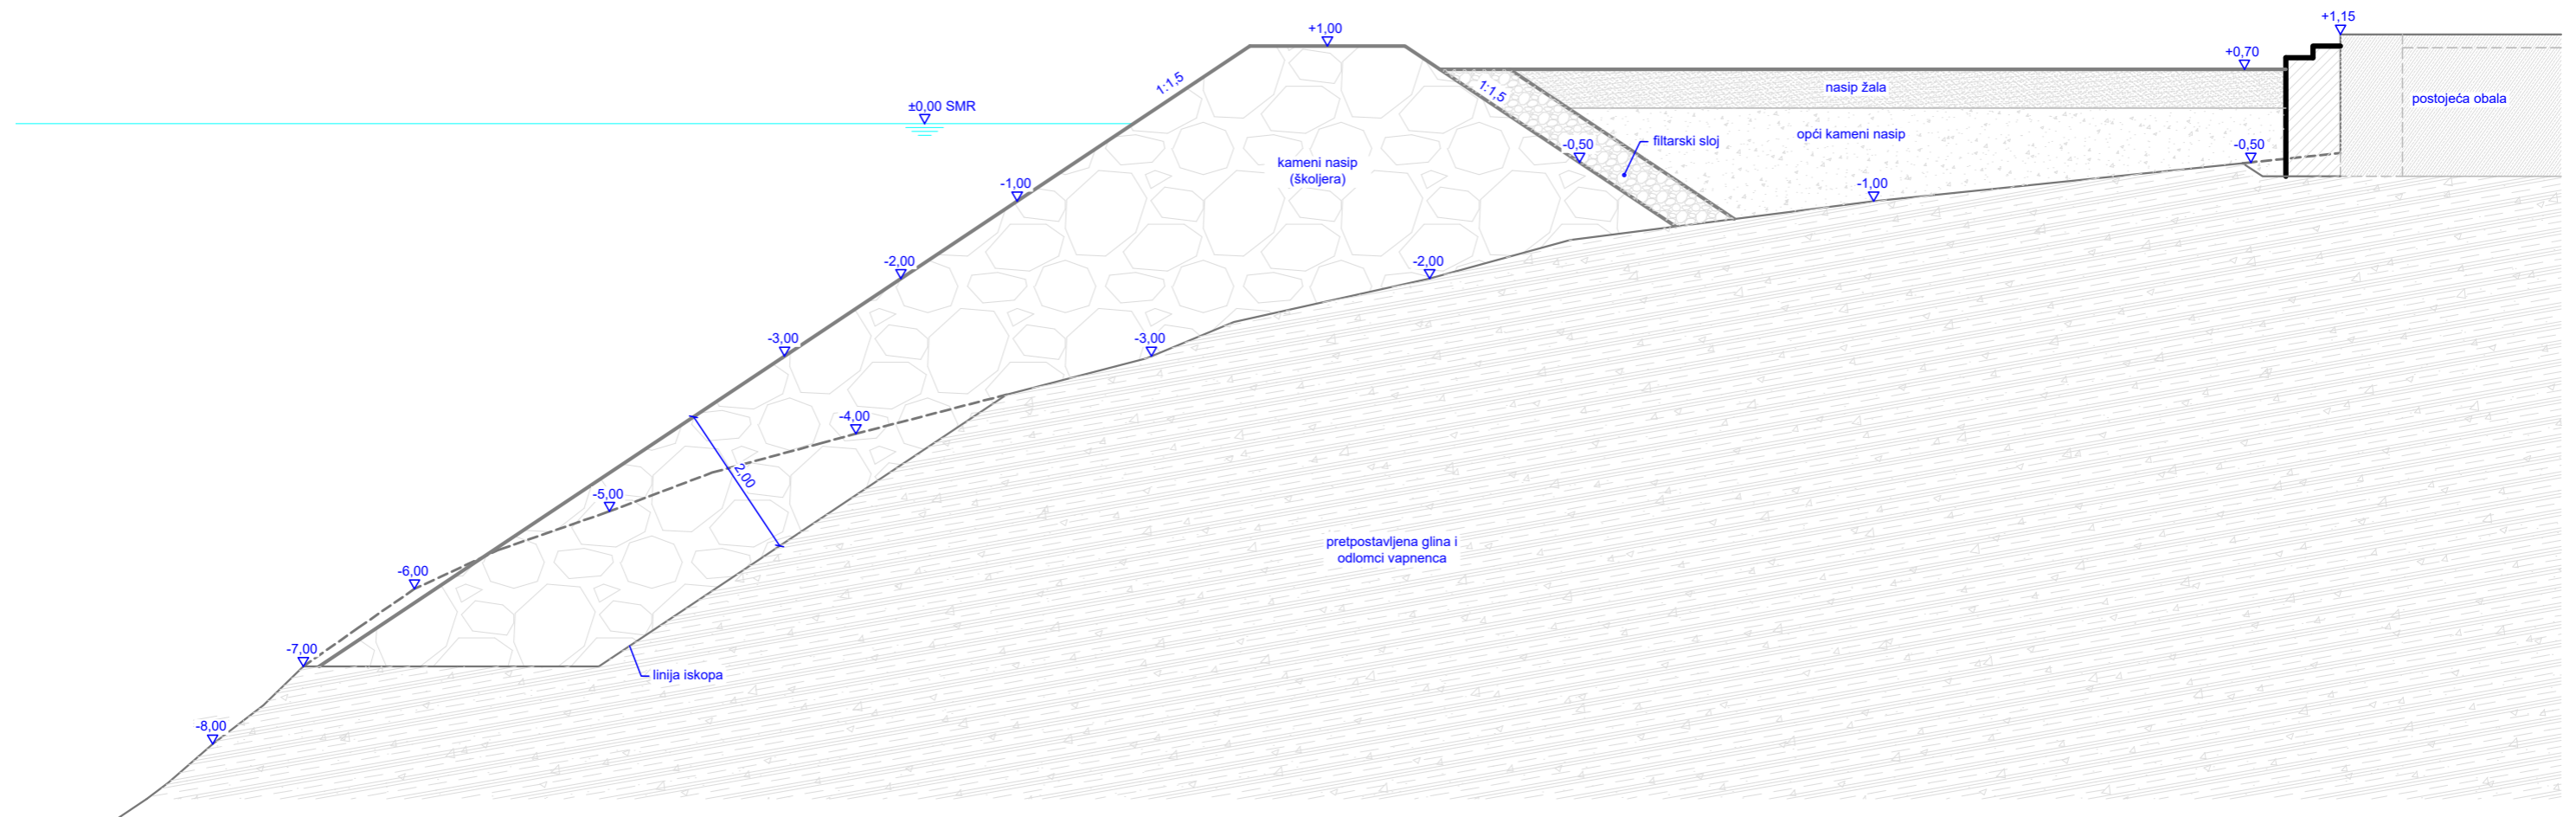 +1,15
+1,00
+0,70
1:1,5
1:1,5
nasip žala
postojeća obala
±0,00 SMR
opći kameni nasip
filtarski sloj
-0,50
-0,50
kameni nasip
(školjera)
-1,00
-1,00
-2,00
-2,00
-3,00
-3,00
-4,00
2,00
-5,00
pretpostavljena glina i
odlomci vapnenca
-6,00
-7,00
linija iskopa
-8,00